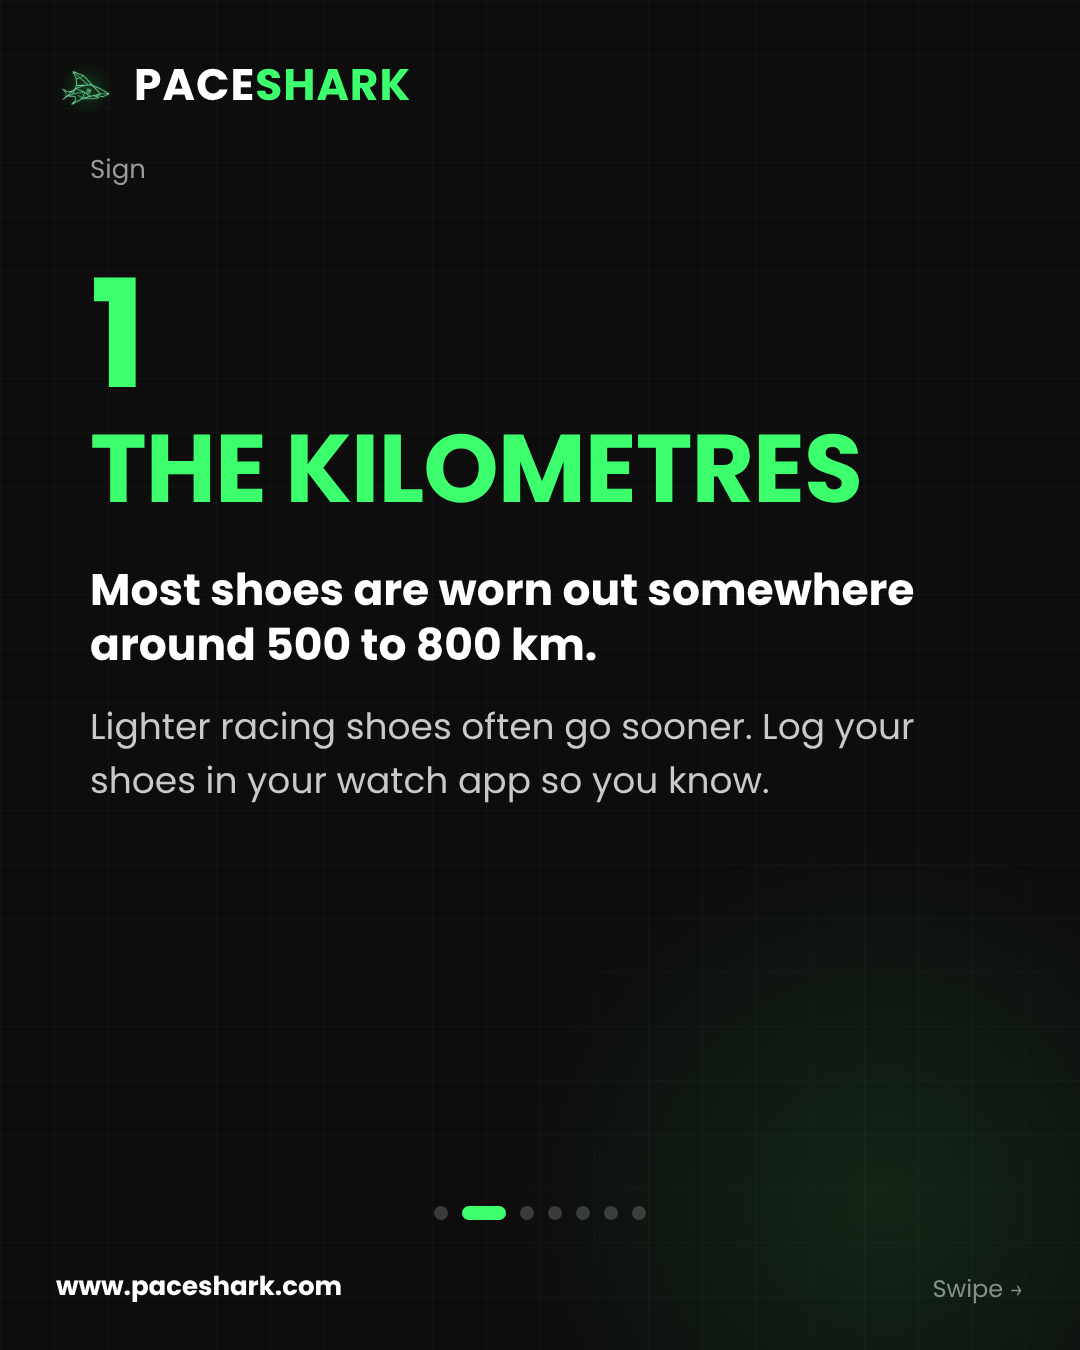 PACESHARK
Sign
1
THE KILOMETRES
Most shoes are worn out somewhere
around 500 to 800 km.
Lighter racing shoes often go sooner. Log your
shoes in your watch app so you know.
www.paceshark.com
Swipe →